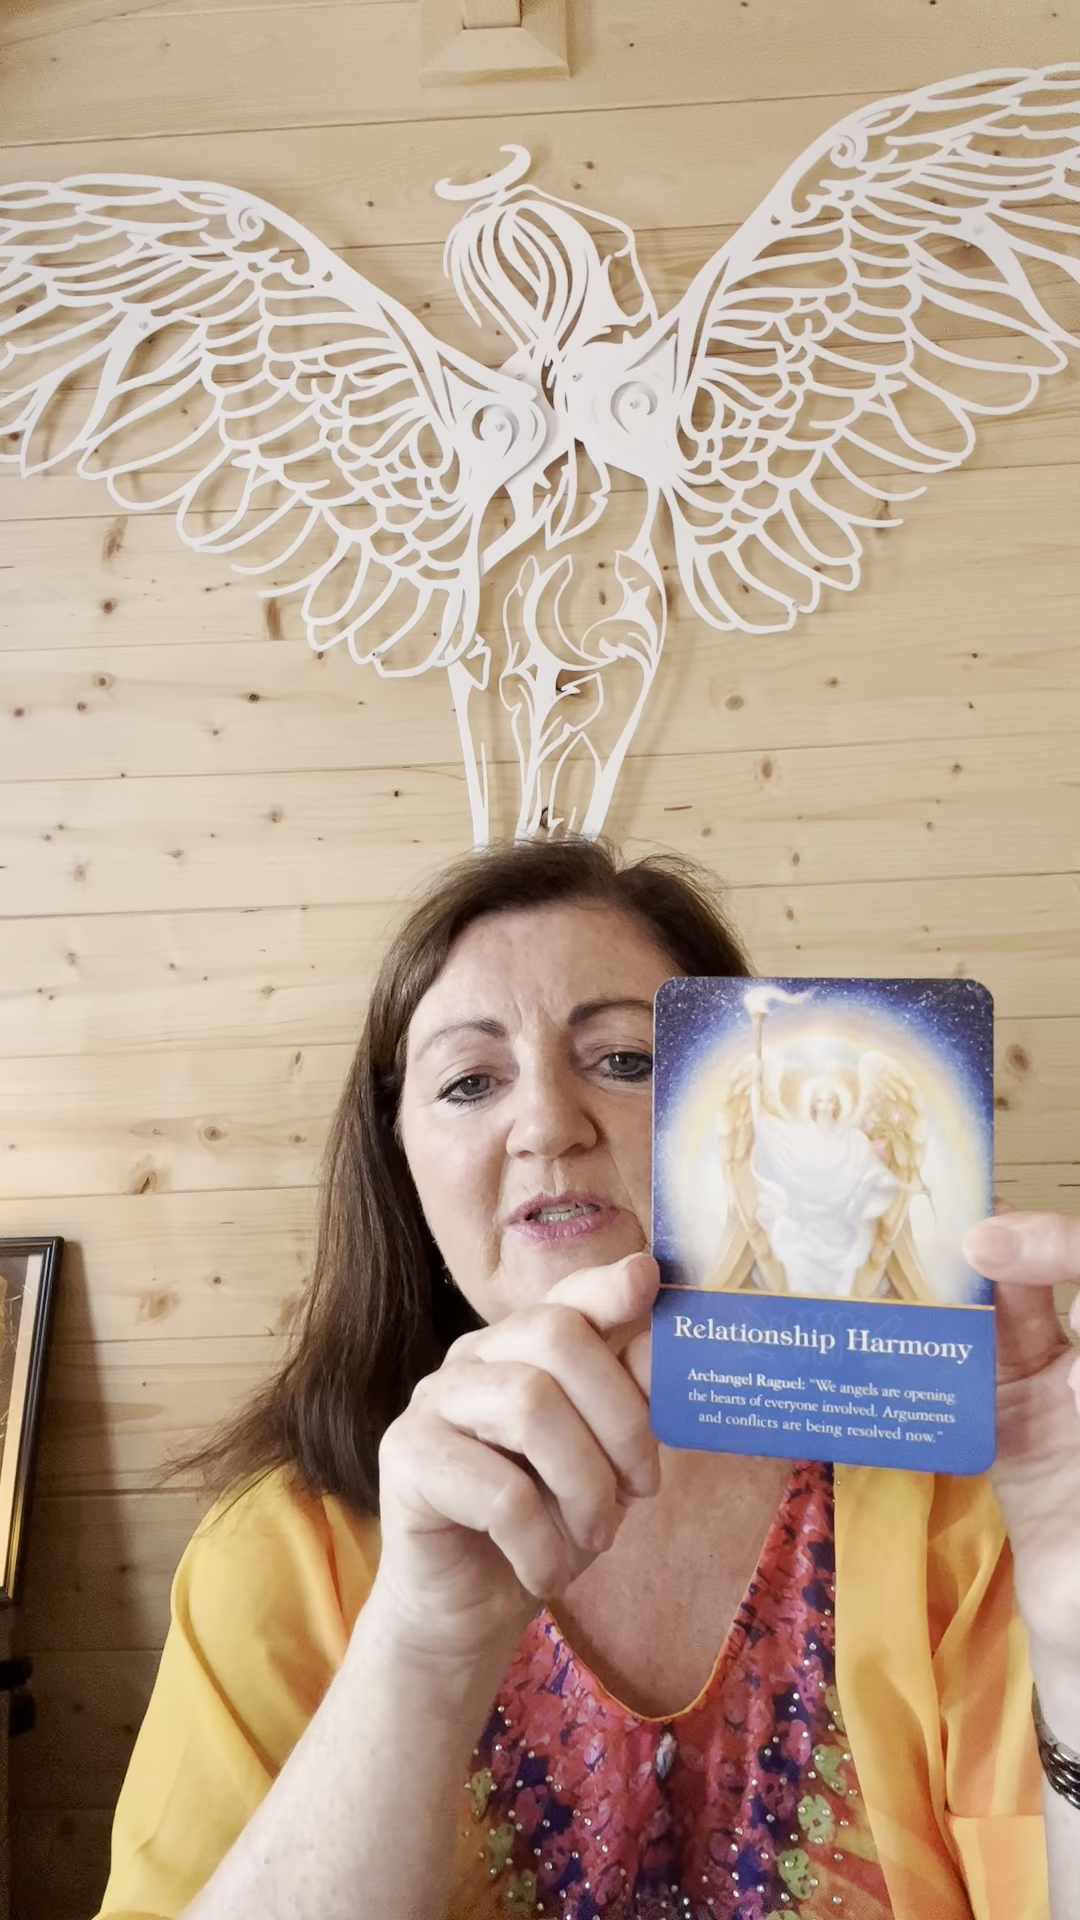 Relationship Harmony
Archangel Raguel: "We angels are opening
the hearts of everyone involved. Arguments
and conflicts are being resolved now."